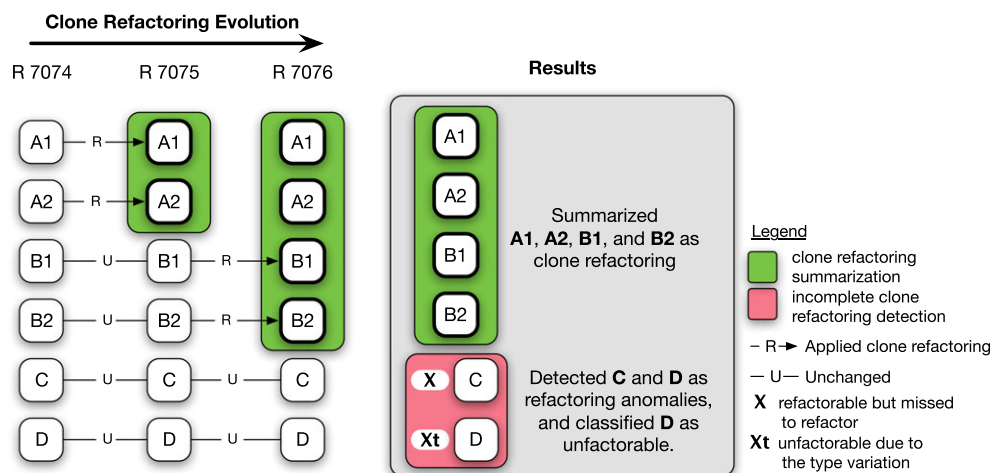 Clone Refactoring Evolution
R 7074 R 7075 R 7076
A1 R A1 A1
A2 R A2 A2
B1 U B1 R B1
B2 U B2 R B2
C U C U C
D U D U D
Results
A1
A2
B1
B2
Summarized
A1, A2, B1, and B2 as
clone refactoring
X C
Xt D
Detected C and D as
refactoring anomalies,
and classified D as
unfactorable.
Legend
clone refactoring
summarization
incomplete clone
refactoring detection
R Applied clone refactoring
U Unchanged
X refactorable but missed
to refactor
Xt unfactorable due to
the type variation